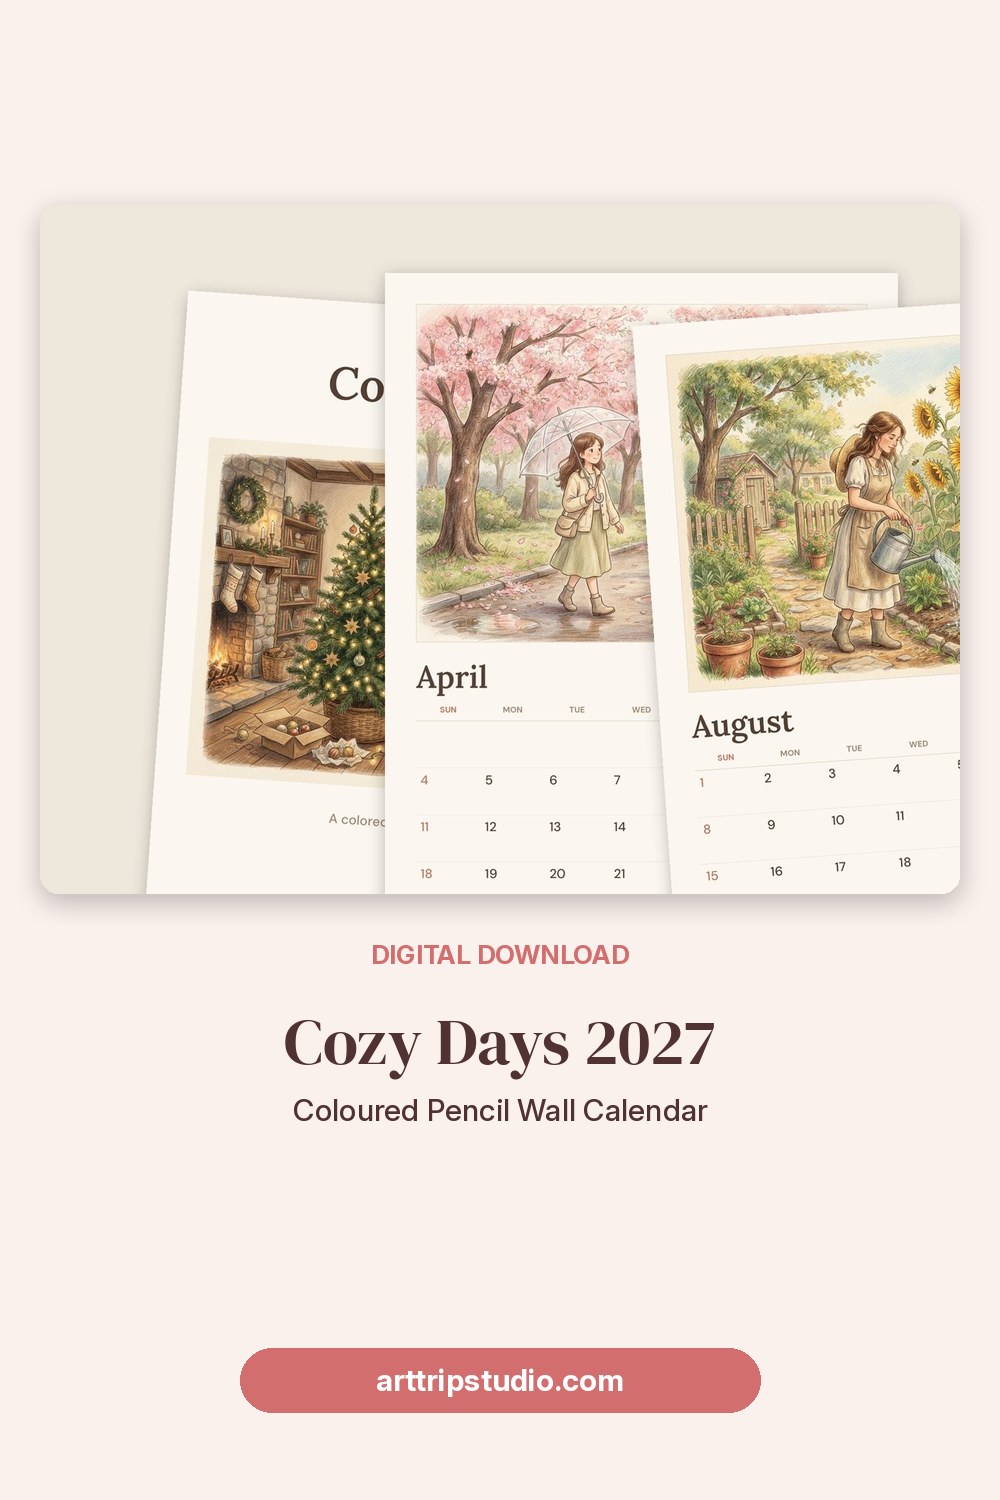 Co
A colored
April
SUN MON TUE WED
4 5 6 7
11 12 13 14
18 19 20 21
August
SUN MON TUE WED
1 2 3 4
8 9 10 11
15 16 17 18
DIGITAL DOWNLOAD
Cozy Days 2027
Coloured Pencil Wall Calendar
arttripstudio.com